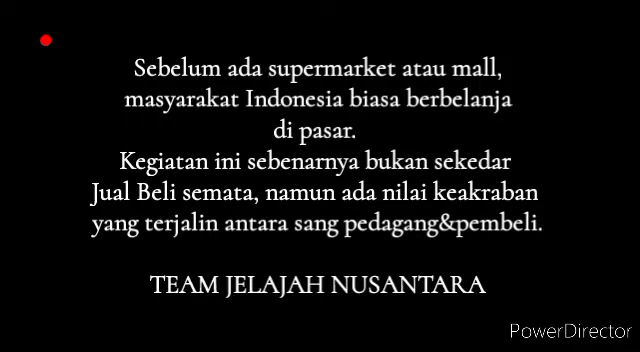 Sebelum ada supermarket atau mall,
masyarakat Indonesia biasa berbelanja
di pasar.
Kegiatan ini sebenarnya bukan sekedar
Jual Beli semata, namun ada nilai keakraban
yang terjalin antara sang pedagang&pembeli.
TEAM JELAJAH NUSANTARA
PowerDirector